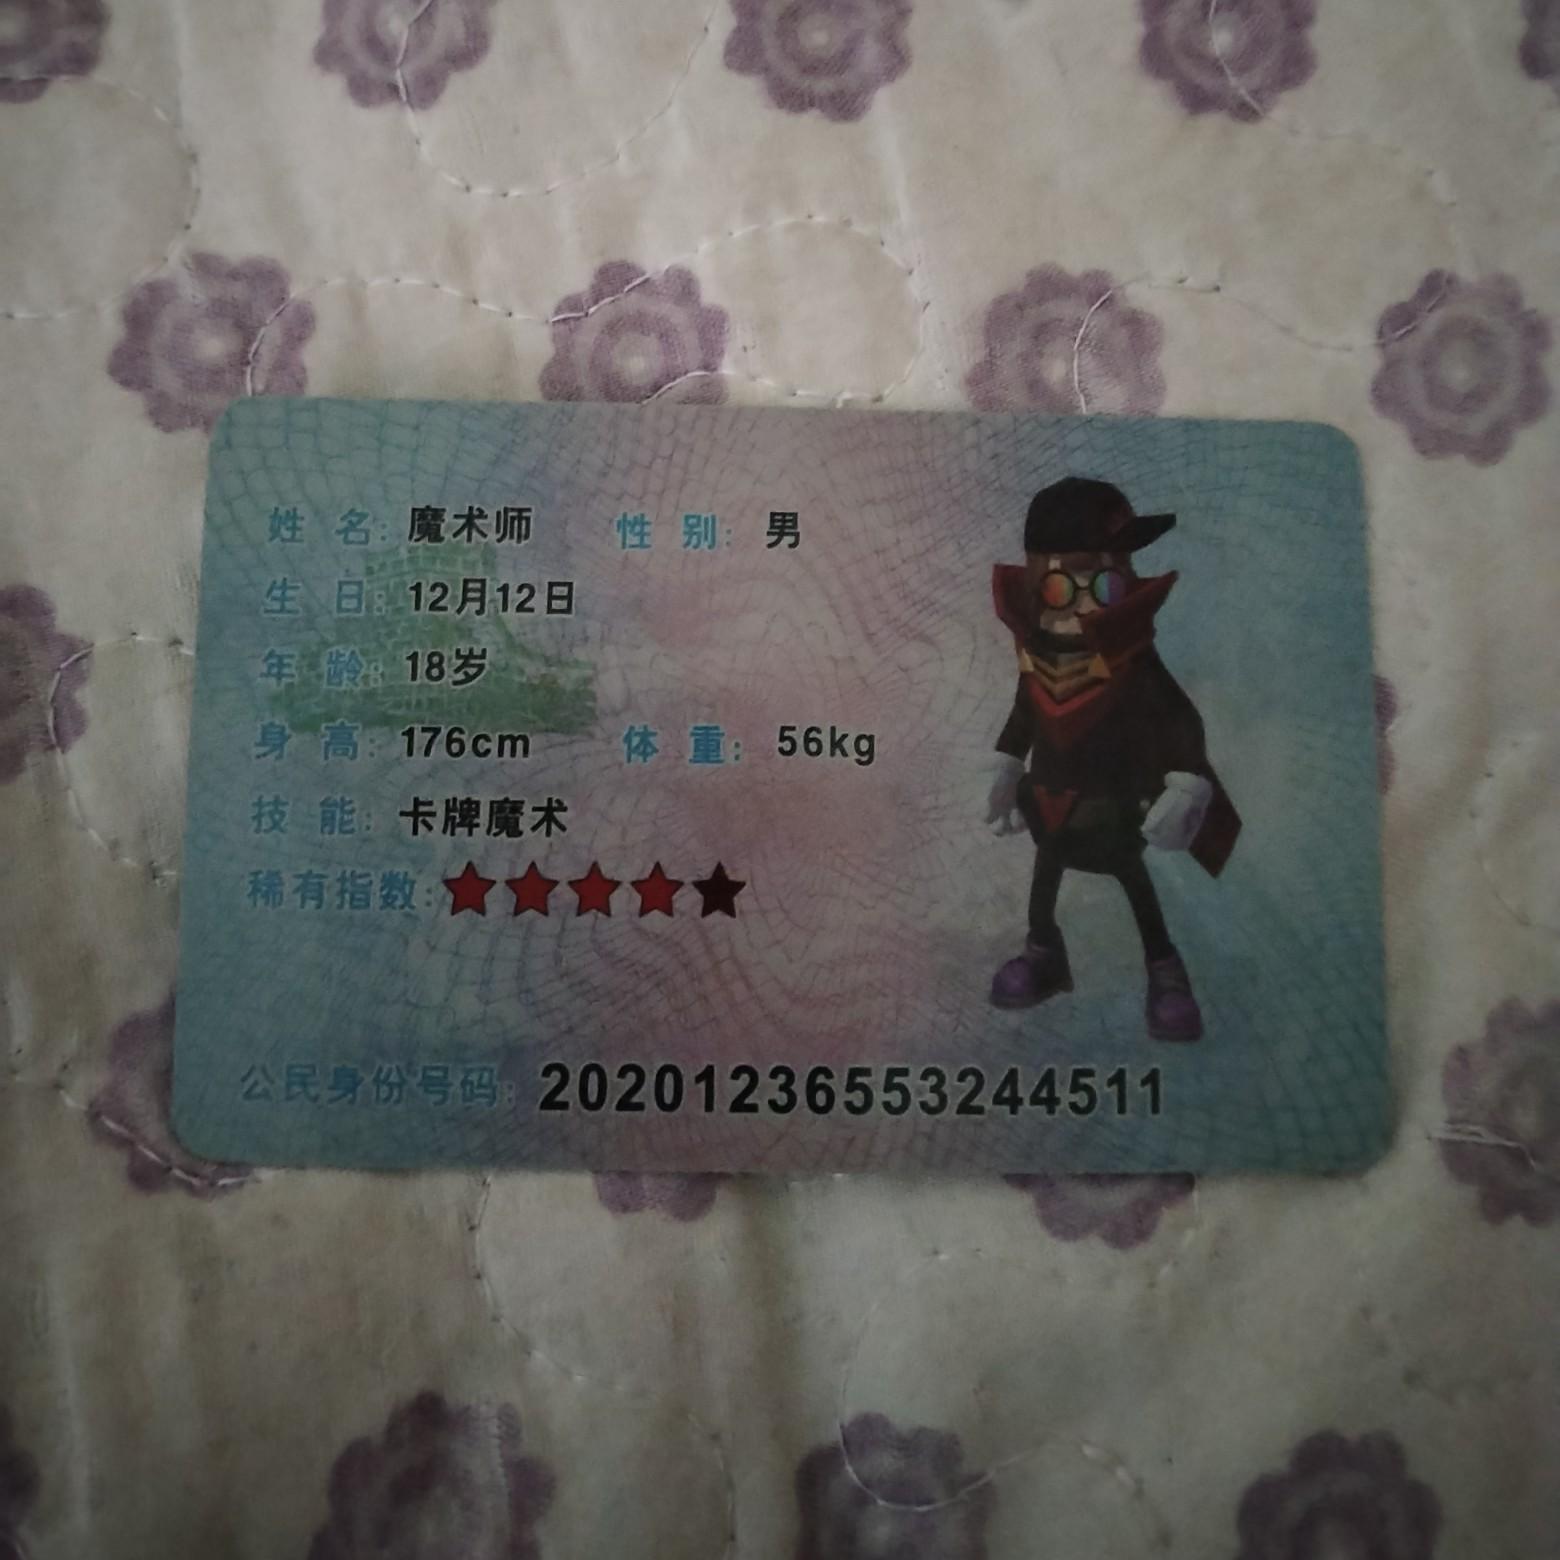 姓 名: 魔术师 性 别: 男
生 日: 12月12日
年 龄: 18岁
身 高: 176cm 体 重: 56kg
技 能: 卡牌魔术
稀有指数: ★★★★★
公民身份号码: 202012365532445​11